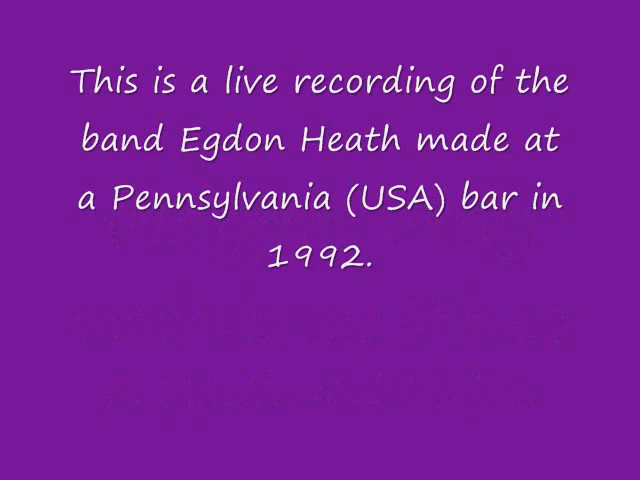 This is a live recording of the
band Egdon Heath made at
a Pennsylvania (USA) bar in
1992.